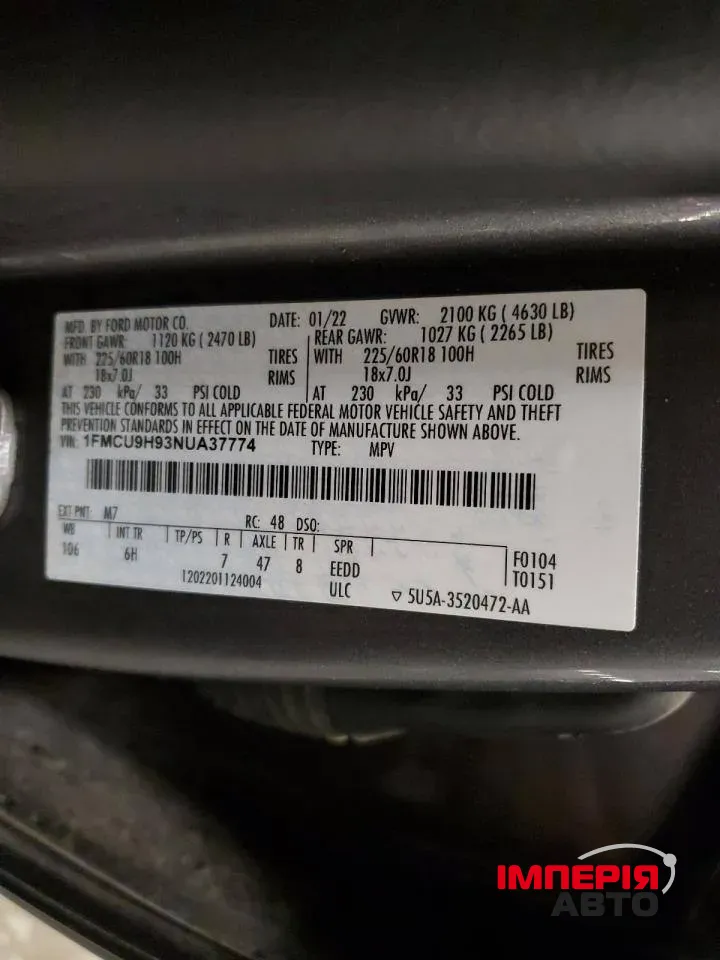 MFD. BY FORD MOTOR CO. DATE: 01/22 GVWR: 2100 KG ( 4630 LB)
FRONT GAWR: 1120 KG ( 2470 LB) REAR GAWR: 1027 KG ( 2265 LB)
WITH 225/60R18 100H TIRES WITH 225/60R18 100H TIRES
18x7.0J RIMS 18x7.0J RIMS
AT 230 kPa/ 33 PSI COLD AT 230 kPa/ 33 PSI COLD
THIS VEHICLE CONFORMS TO ALL APPLICABLE FEDERAL MOTOR VEHICLE SAFETY AND THEFT
PREVENTION STANDARDS IN EFFECT ON THE DATE OF MANUFACTURE SHOWN ABOVE.
VIN: 1FMCU9H93NUA37774 TYPE: MPV
EXT PNT: M7 RC: 48 DSO:
WB INT TR TP/PS R AXLE TR SPR
106 6H 7 47 8 EEDD F0104
1202201124004 ULC T0151
▽ 5U5A-3520472-AA
ІМПЕРІЯ
АВТО